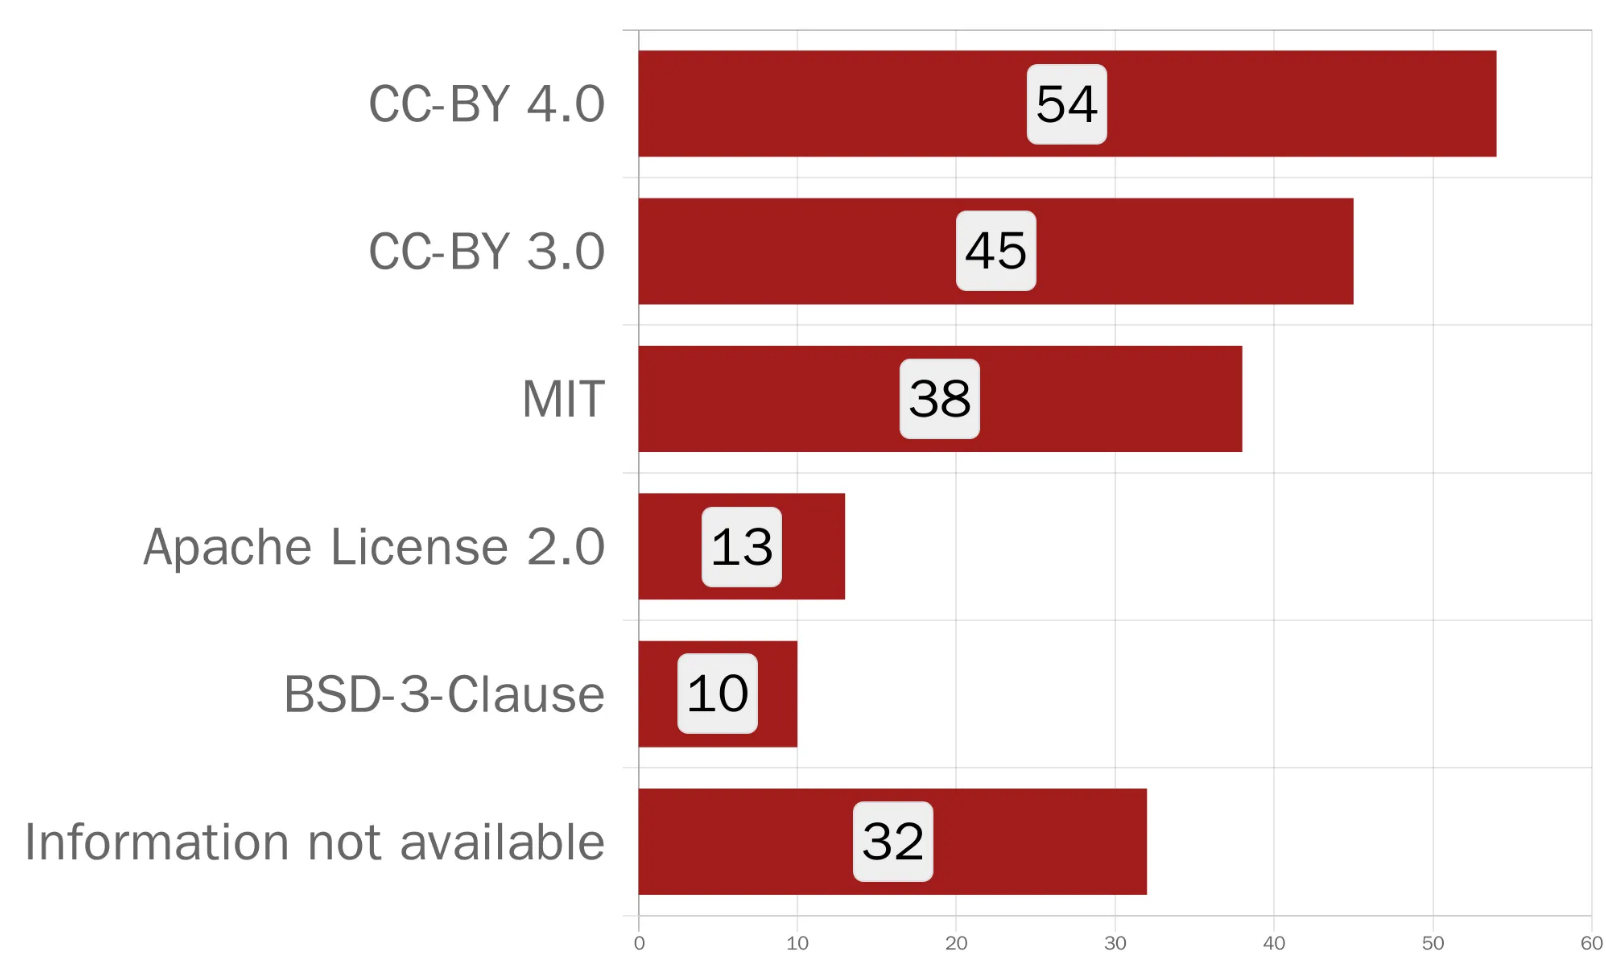 CC-BY 4.0 54
CC-BY 3.0 45
MIT 38
Apache License 2.0 13
BSD-3-Clause 10
Information not available 32
0 10 20 30 40 50 60